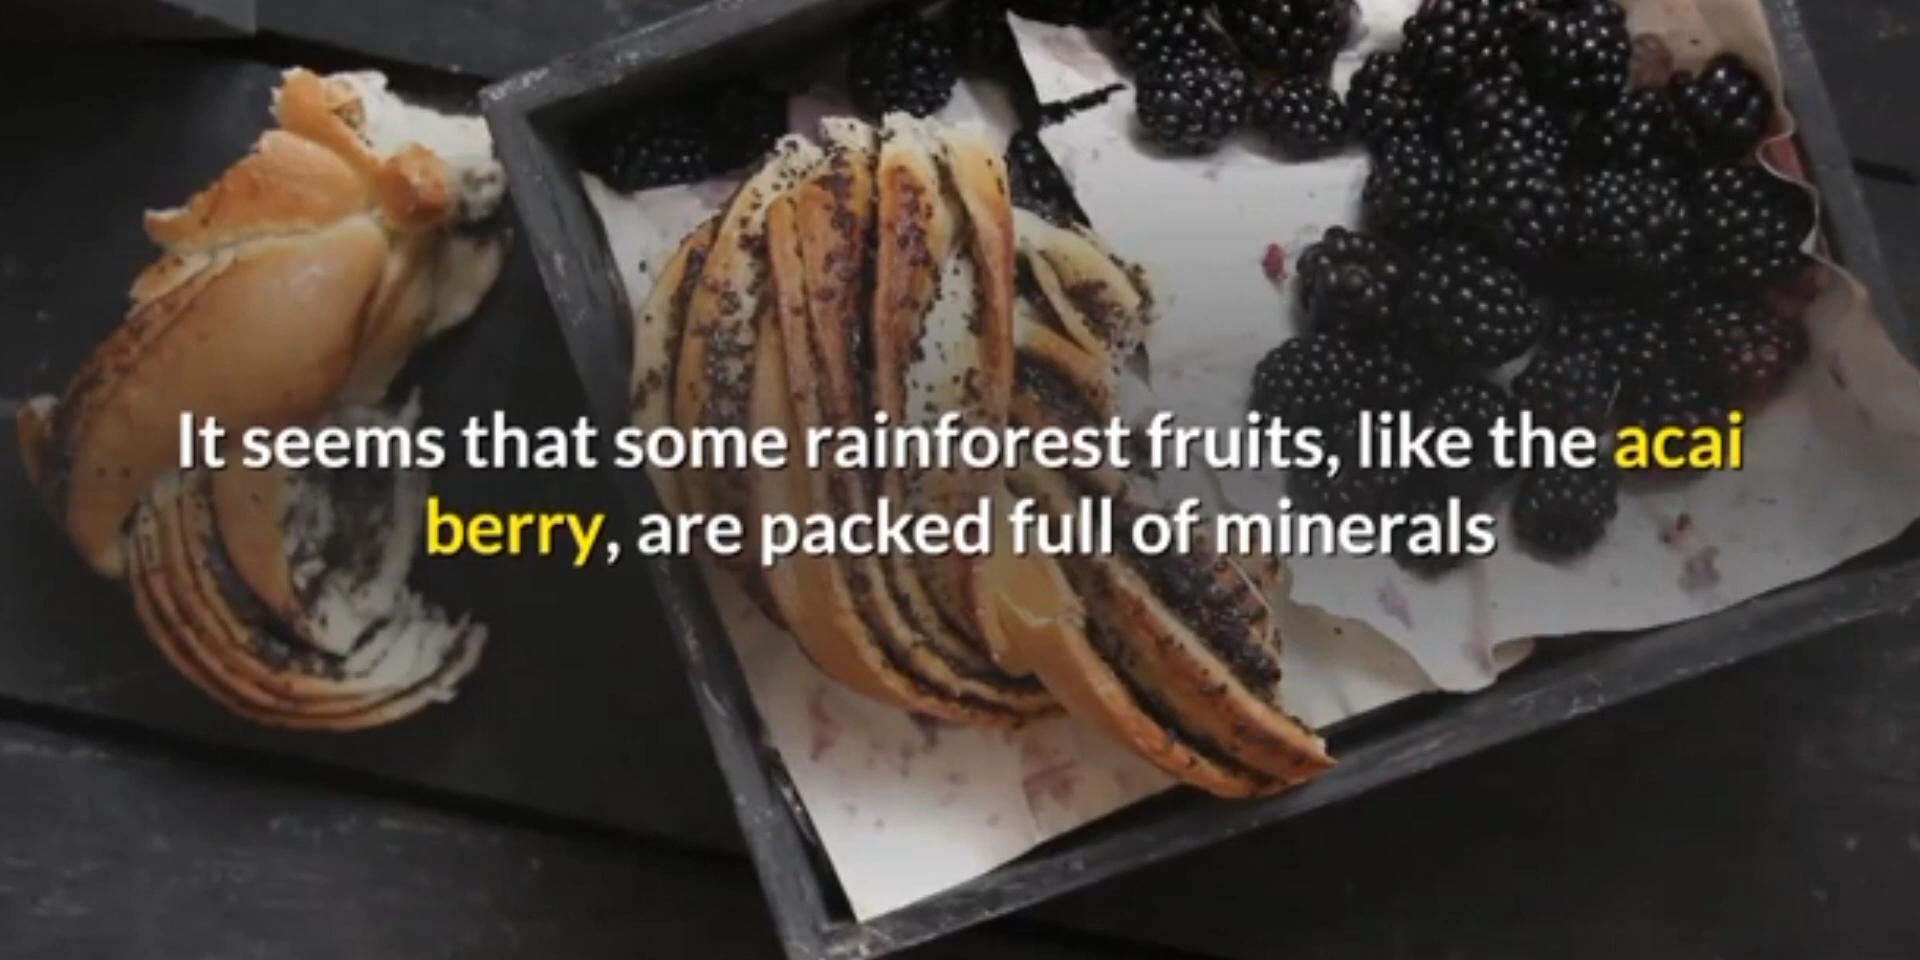 It seems that some rainforest fruits, like the acai
berry, are packed full of minerals